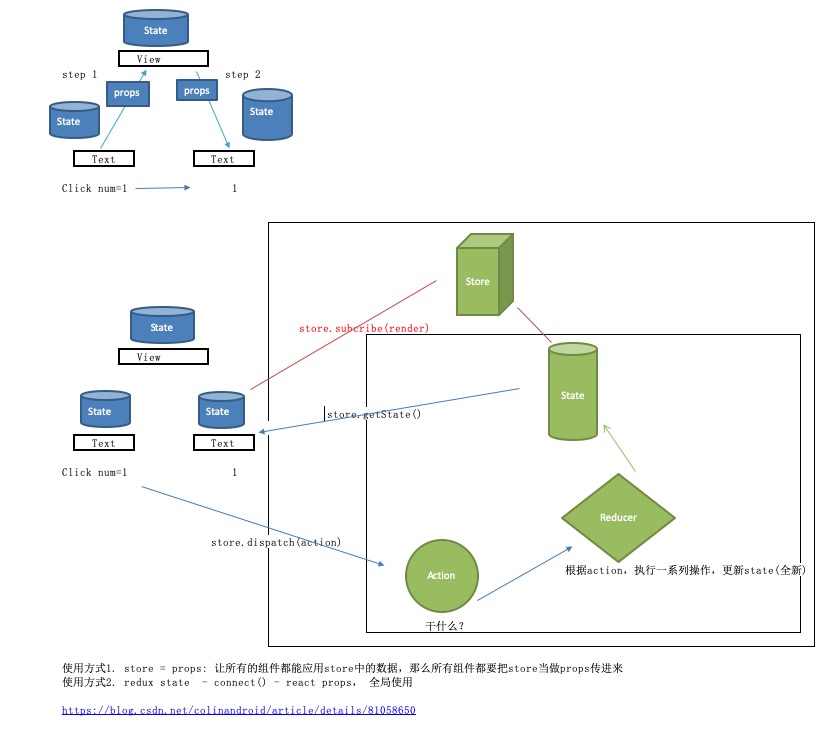 State
View
step 1
step 2
props
props
State
State
Text
Text
Click num=1
1
Store
State
store.subcribe(render)
View
State
State
State
store.getState()
Text
Text
Click num=1
1
Reducer
store.dispatch(action)
Action
根据action，执行一系列操作，更新state(全新)
干什么？
使用方式1. store = props: 让所有的组件都能应用store中的数据，那么所有组件都要把store当做props传进来
使用方式2. redux state - connect() - react props， 全局使用
https://blog.csdn.net/colinandroid/article/details/81058650